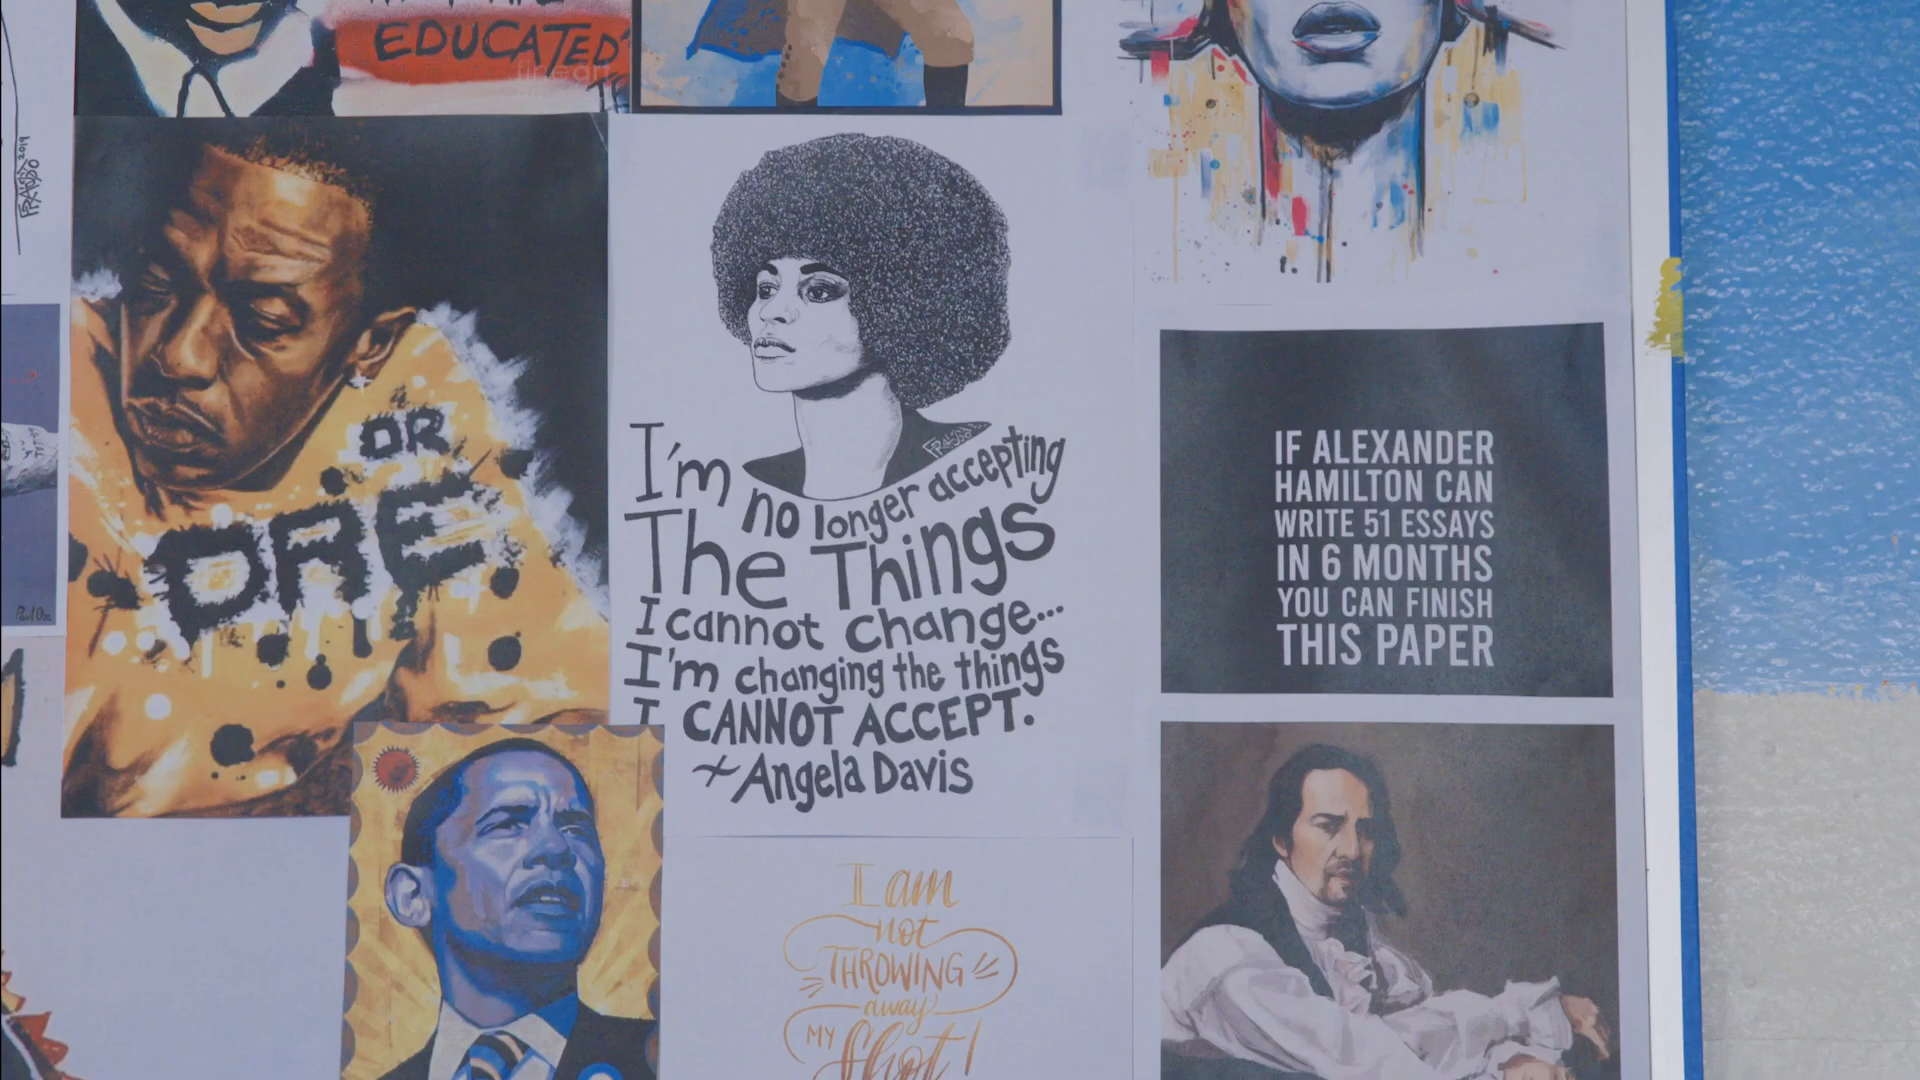 EDUCATED
fineart
2019
DR
DRE
I'm no longer accepting
The Things
I cannot change...
I'm changing the things
I CANNOT ACCEPT.
Angela Davis
IF ALEXANDER
HAMILTON CAN
WRITE 51 ESSAYS
IN 6 MONTHS
YOU CAN FINISH
THIS PAPER
I am
not
THROWING
away
MY
Shot!